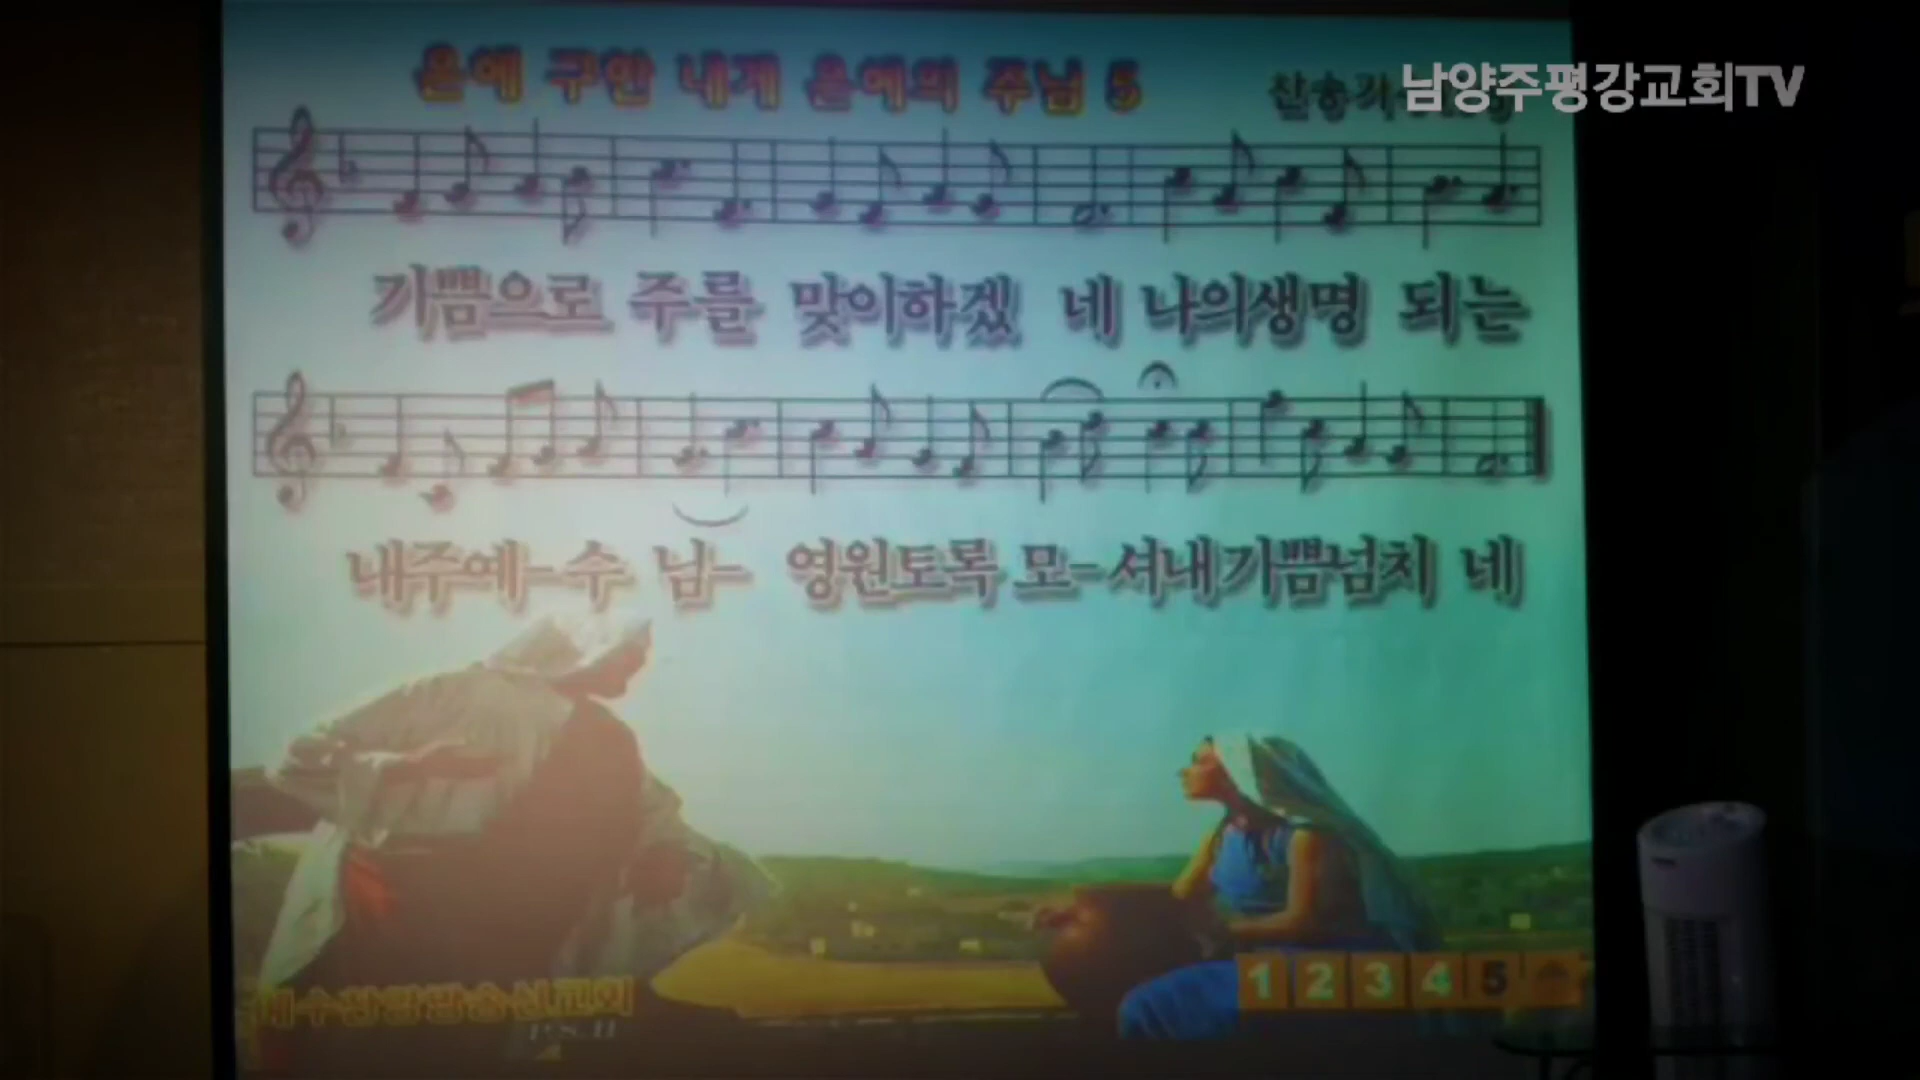 은혜 구한 내게 은혜의 주님 5
남양주평강교회TV
기쁨으로 주를 맞이하겠 네 나의생명 되는
내주예-수 님- 영원토록 모-셔내기쁨넘치 네
1 2 3 4 5